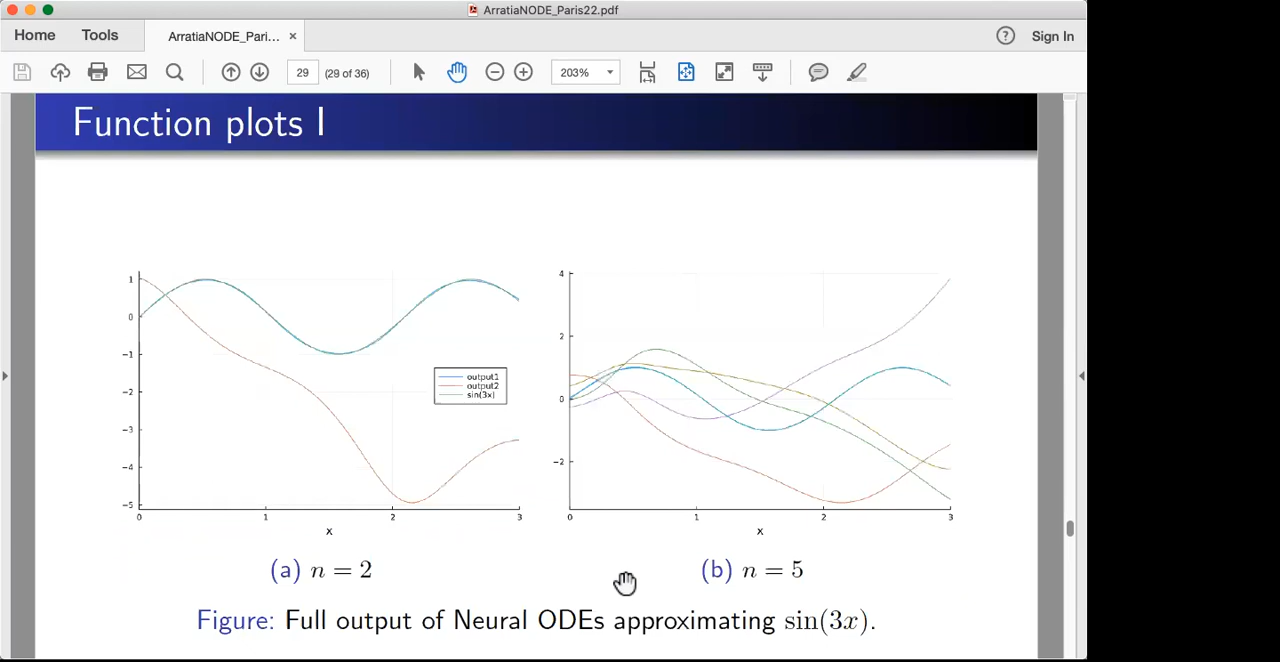 ArratiaNODE_Paris22.pdf
Home Tools ArratiaNODE_Pari... × ? Sign In
29 (29 of 36) 203%
Function plots I
1
0
−1
−2
−3
−4
−5
0 1 2 3
x
output1
output2
sin(3x)
4
2
0
−2
0 1 2 3
x
(a) n = 2
(b) n = 5
Figure: Full output of Neural ODEs approximating sin(3x).